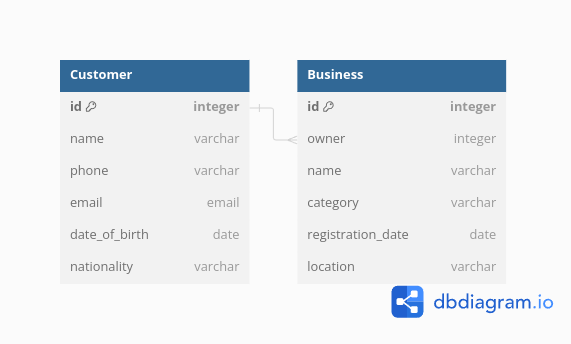 Customer
id integer
name varchar
phone varchar
email email
date_of_birth date
nationality varchar
Business
id integer
owner integer
name varchar
category varchar
registration_date date
location varchar
dbdiagram.io